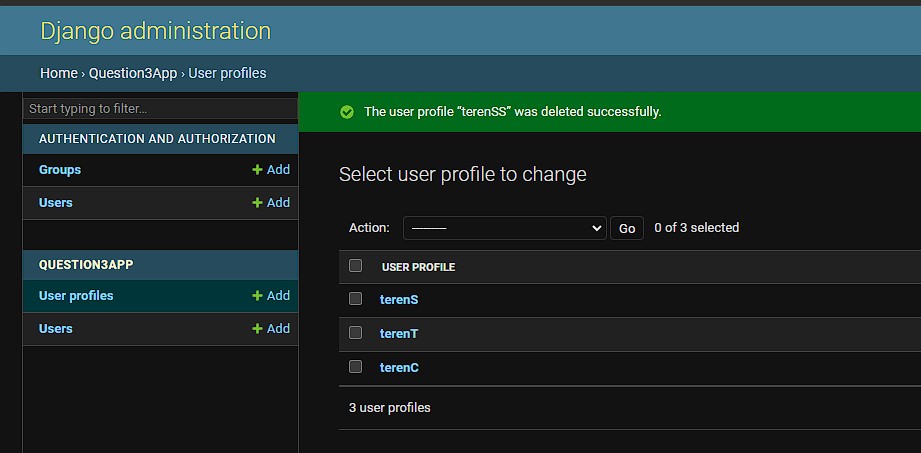 Django administration
Home › Question3App › User profiles
Start typing to filter…
AUTHENTICATION AND AUTHORIZATION
Groups + Add
Users + Add
QUESTION3APP
User profiles + Add
Users + Add
The user profile “terenSS” was deleted successfully.
Select user profile to change
Action: --------- Go 0 of 3 selected
USER PROFILE
terenS
terenT
terenC
3 user profiles